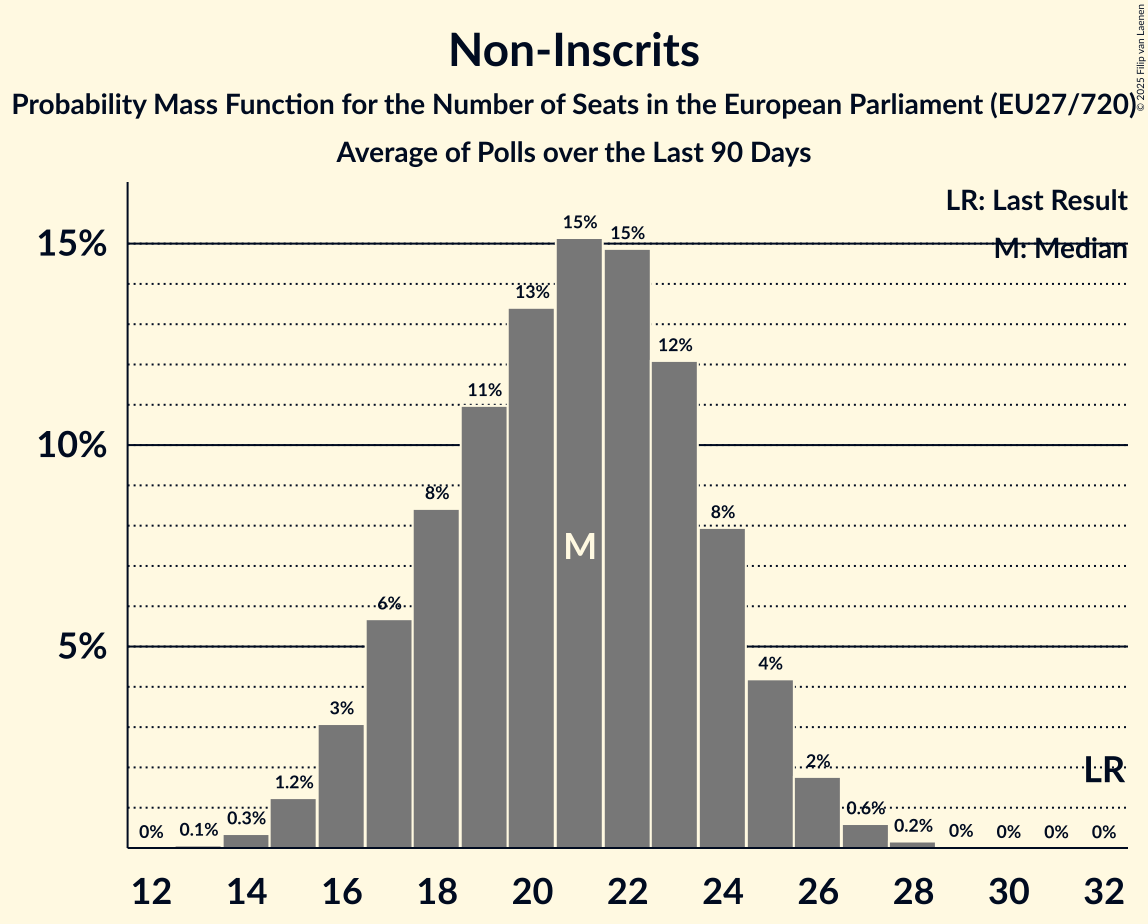 © 2025 Filip van Laenen
Non-Inscrits
Probability Mass Function for the Number of Seats in the European Parliament (EU27/720)
Average of Polls over the Last 90 Days
LR: Last Result
M: Median
15%
10%
5%
0%
0.1%
0.3%
1.2%
3%
6%
8%
11%
13%
15%
15%
12%
8%
4%
2%
0.6%
0.2%
0%
0%
0%
0%
M
LR
12 14 16 18 20 22 24 26 28 30 32